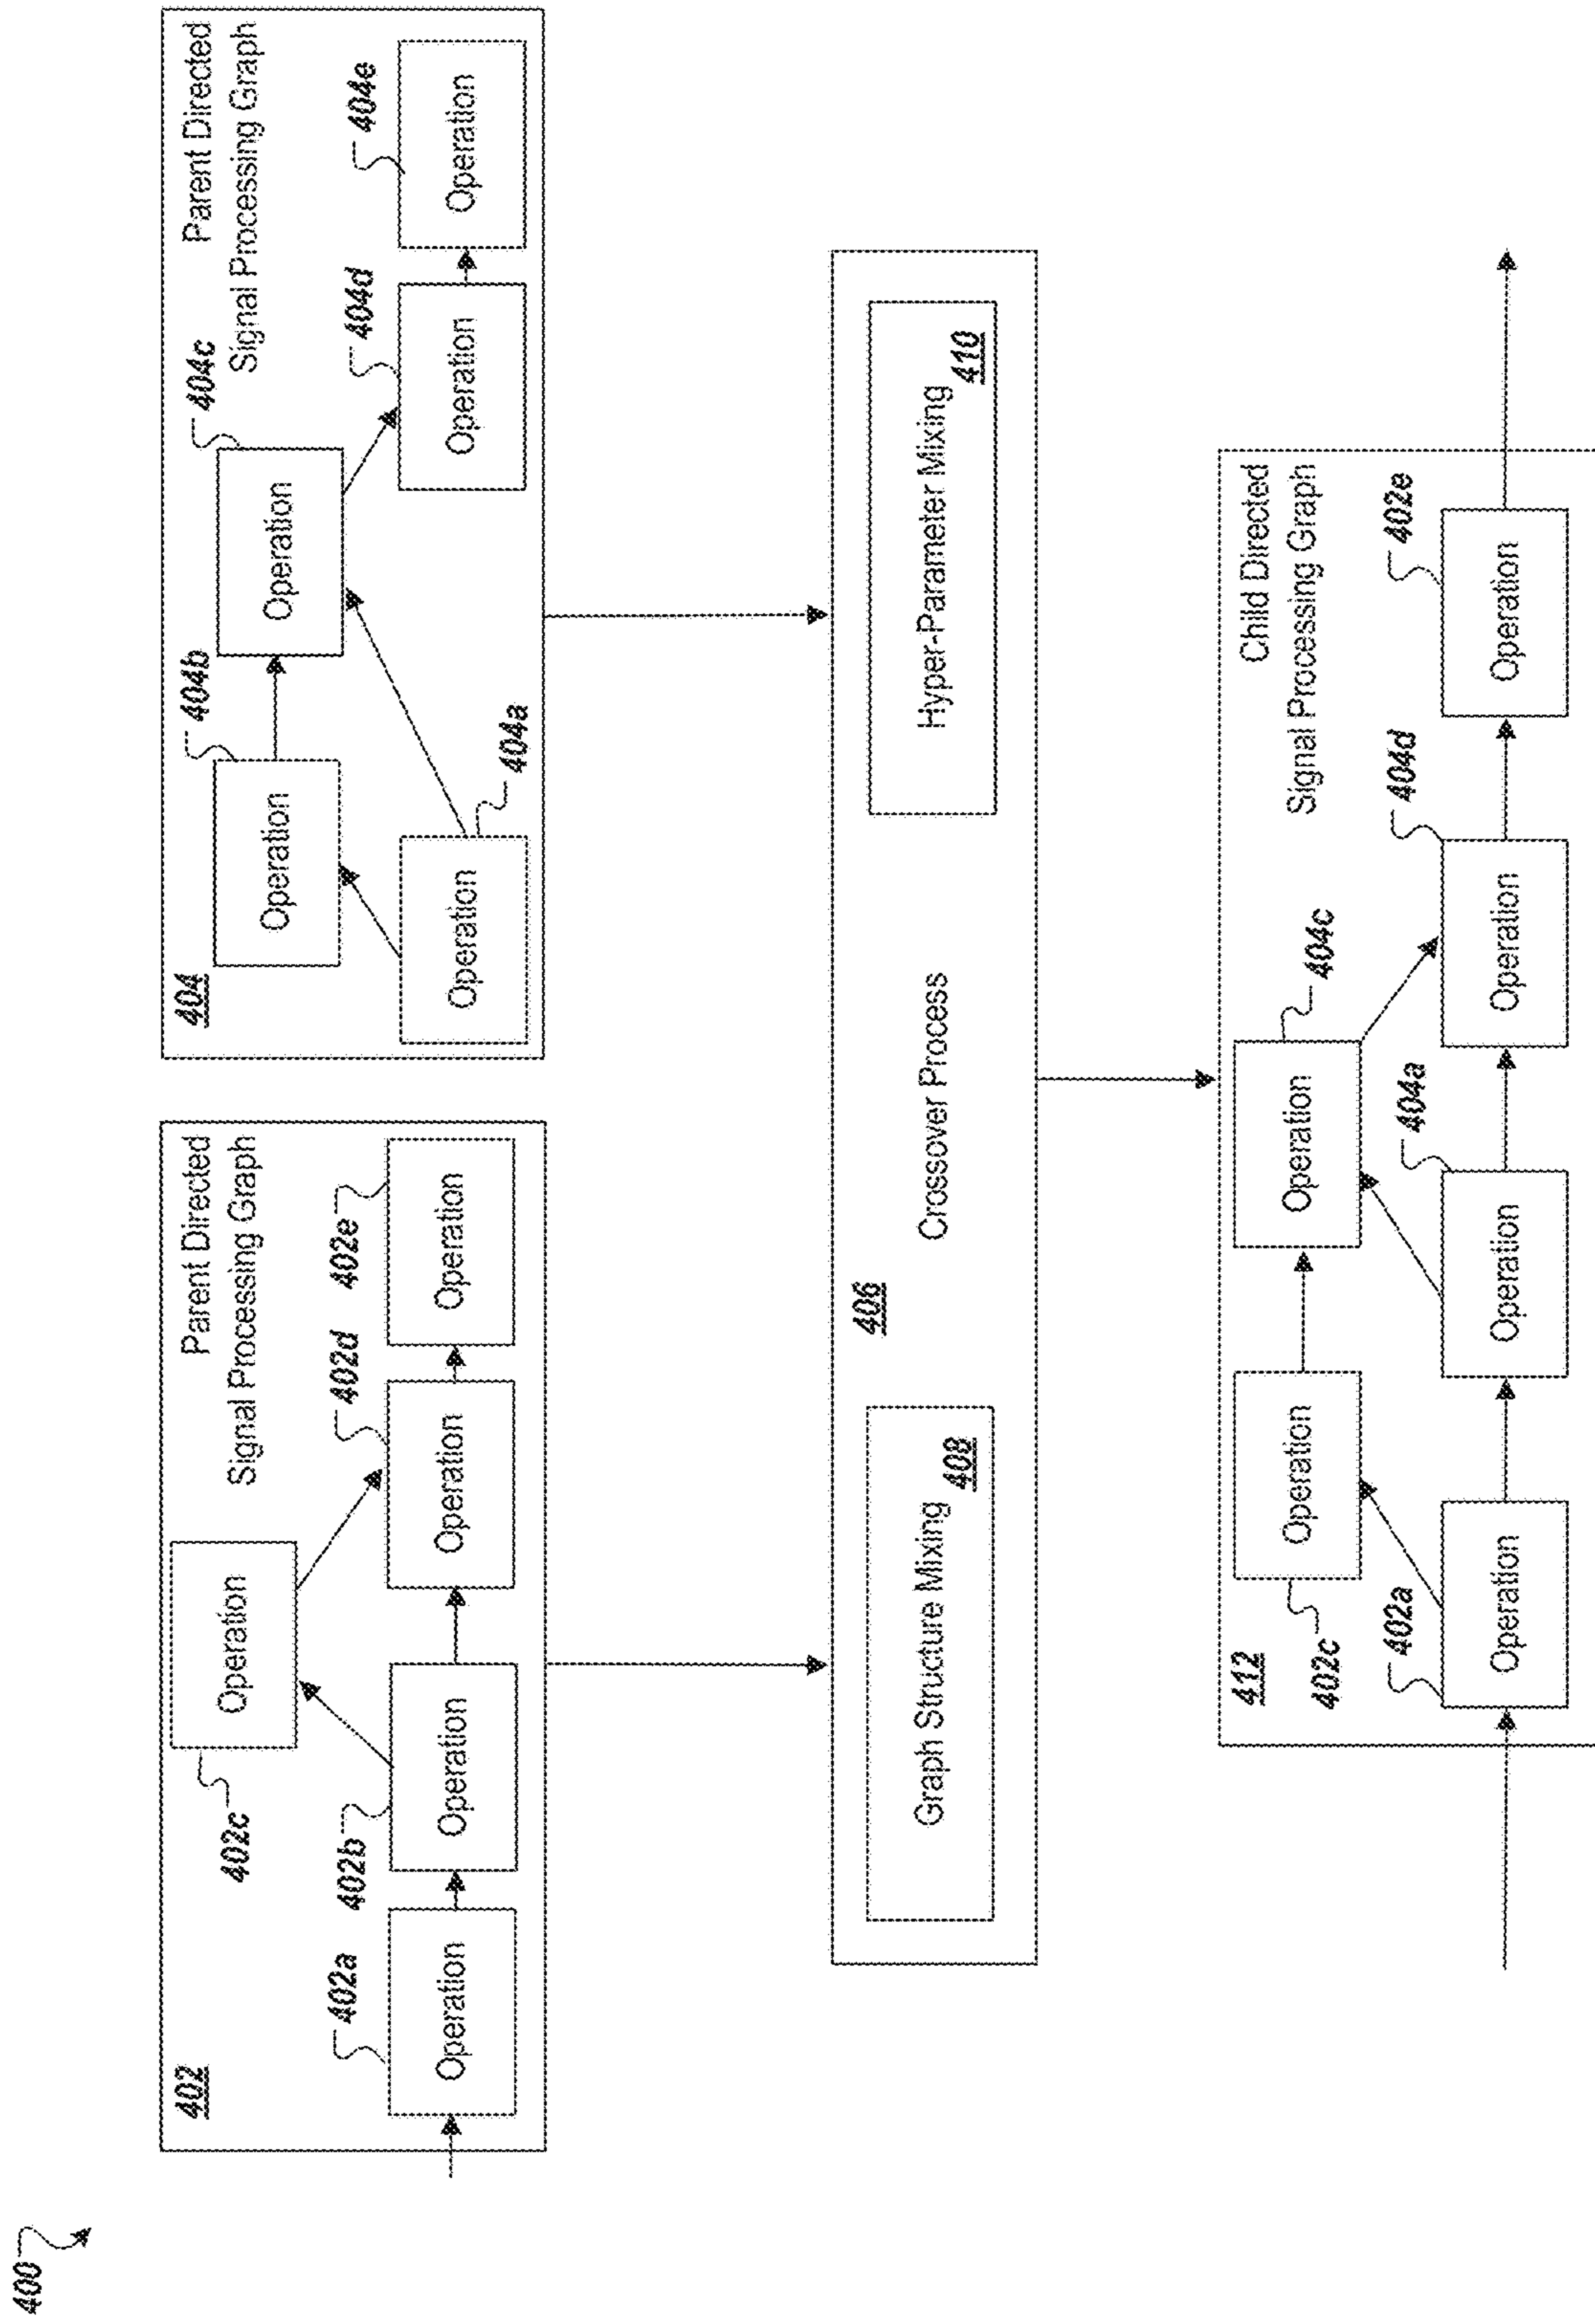 400
402
Parent Directed
Signal Processing Graph
402a
Operation
402b
Operation
402c
Operation
402d
Operation
402e
Operation
404
Parent Directed
Signal Processing Graph
404a
Operation
404b
Operation
404c
Operation
404d
Operation
404e
Operation
406
Crossover Process
Graph Structure Mixing
408
Hyper-Parameter Mixing
410
412
Child Directed
Signal Processing Graph
402c
Operation
404c
Operation
402a
Operation
404a
Operation
404d
Operation
402e
Operation